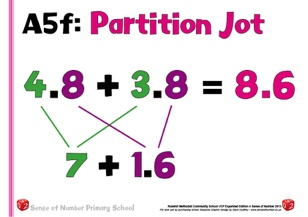 A5f: Partition Jot
4.8 + 3.8 = 8.6
7 + 1.6
Sense of Number Primary School